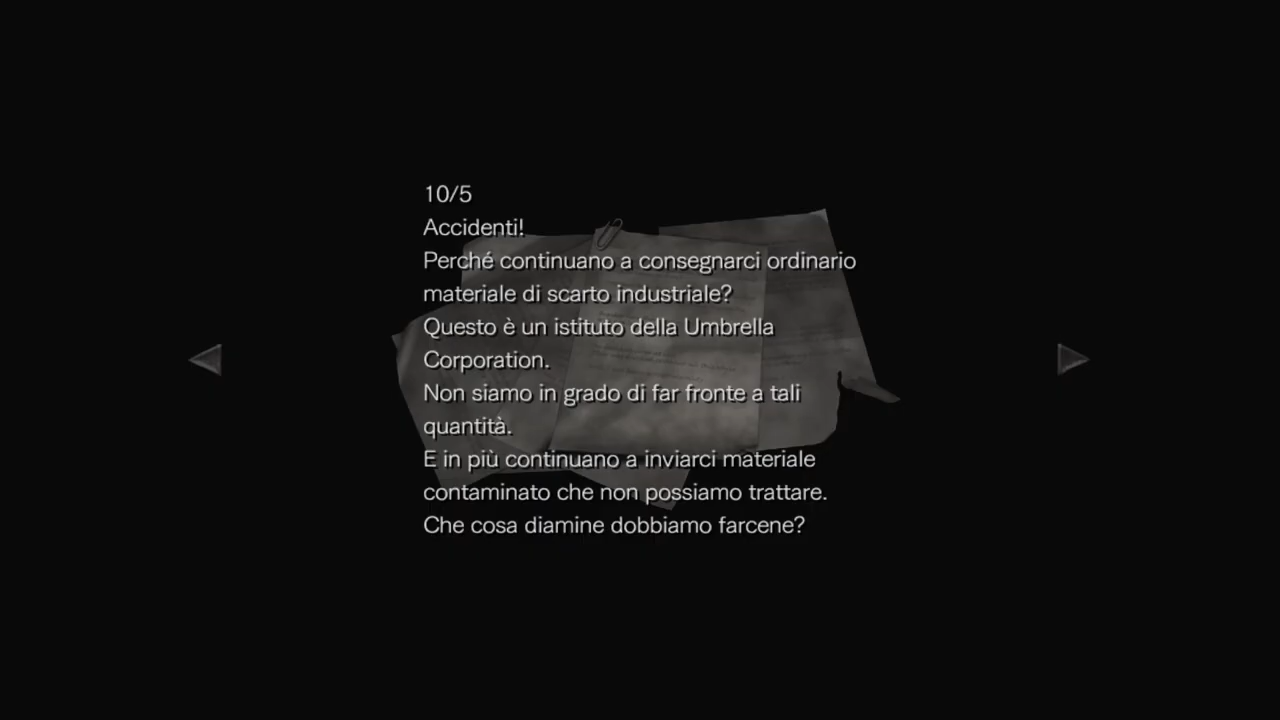 10/5
Accidenti!
Perché continuano a consegnarci ordinario
materiale di scarto industriale?
Questo è un istituto della Umbrella
Corporation.
Non siamo in grado di far fronte a tali
quantità.
E in più continuano a inviarci materiale
contaminato che non possiamo trattare.
Che cosa diamine dobbiamo farcene?